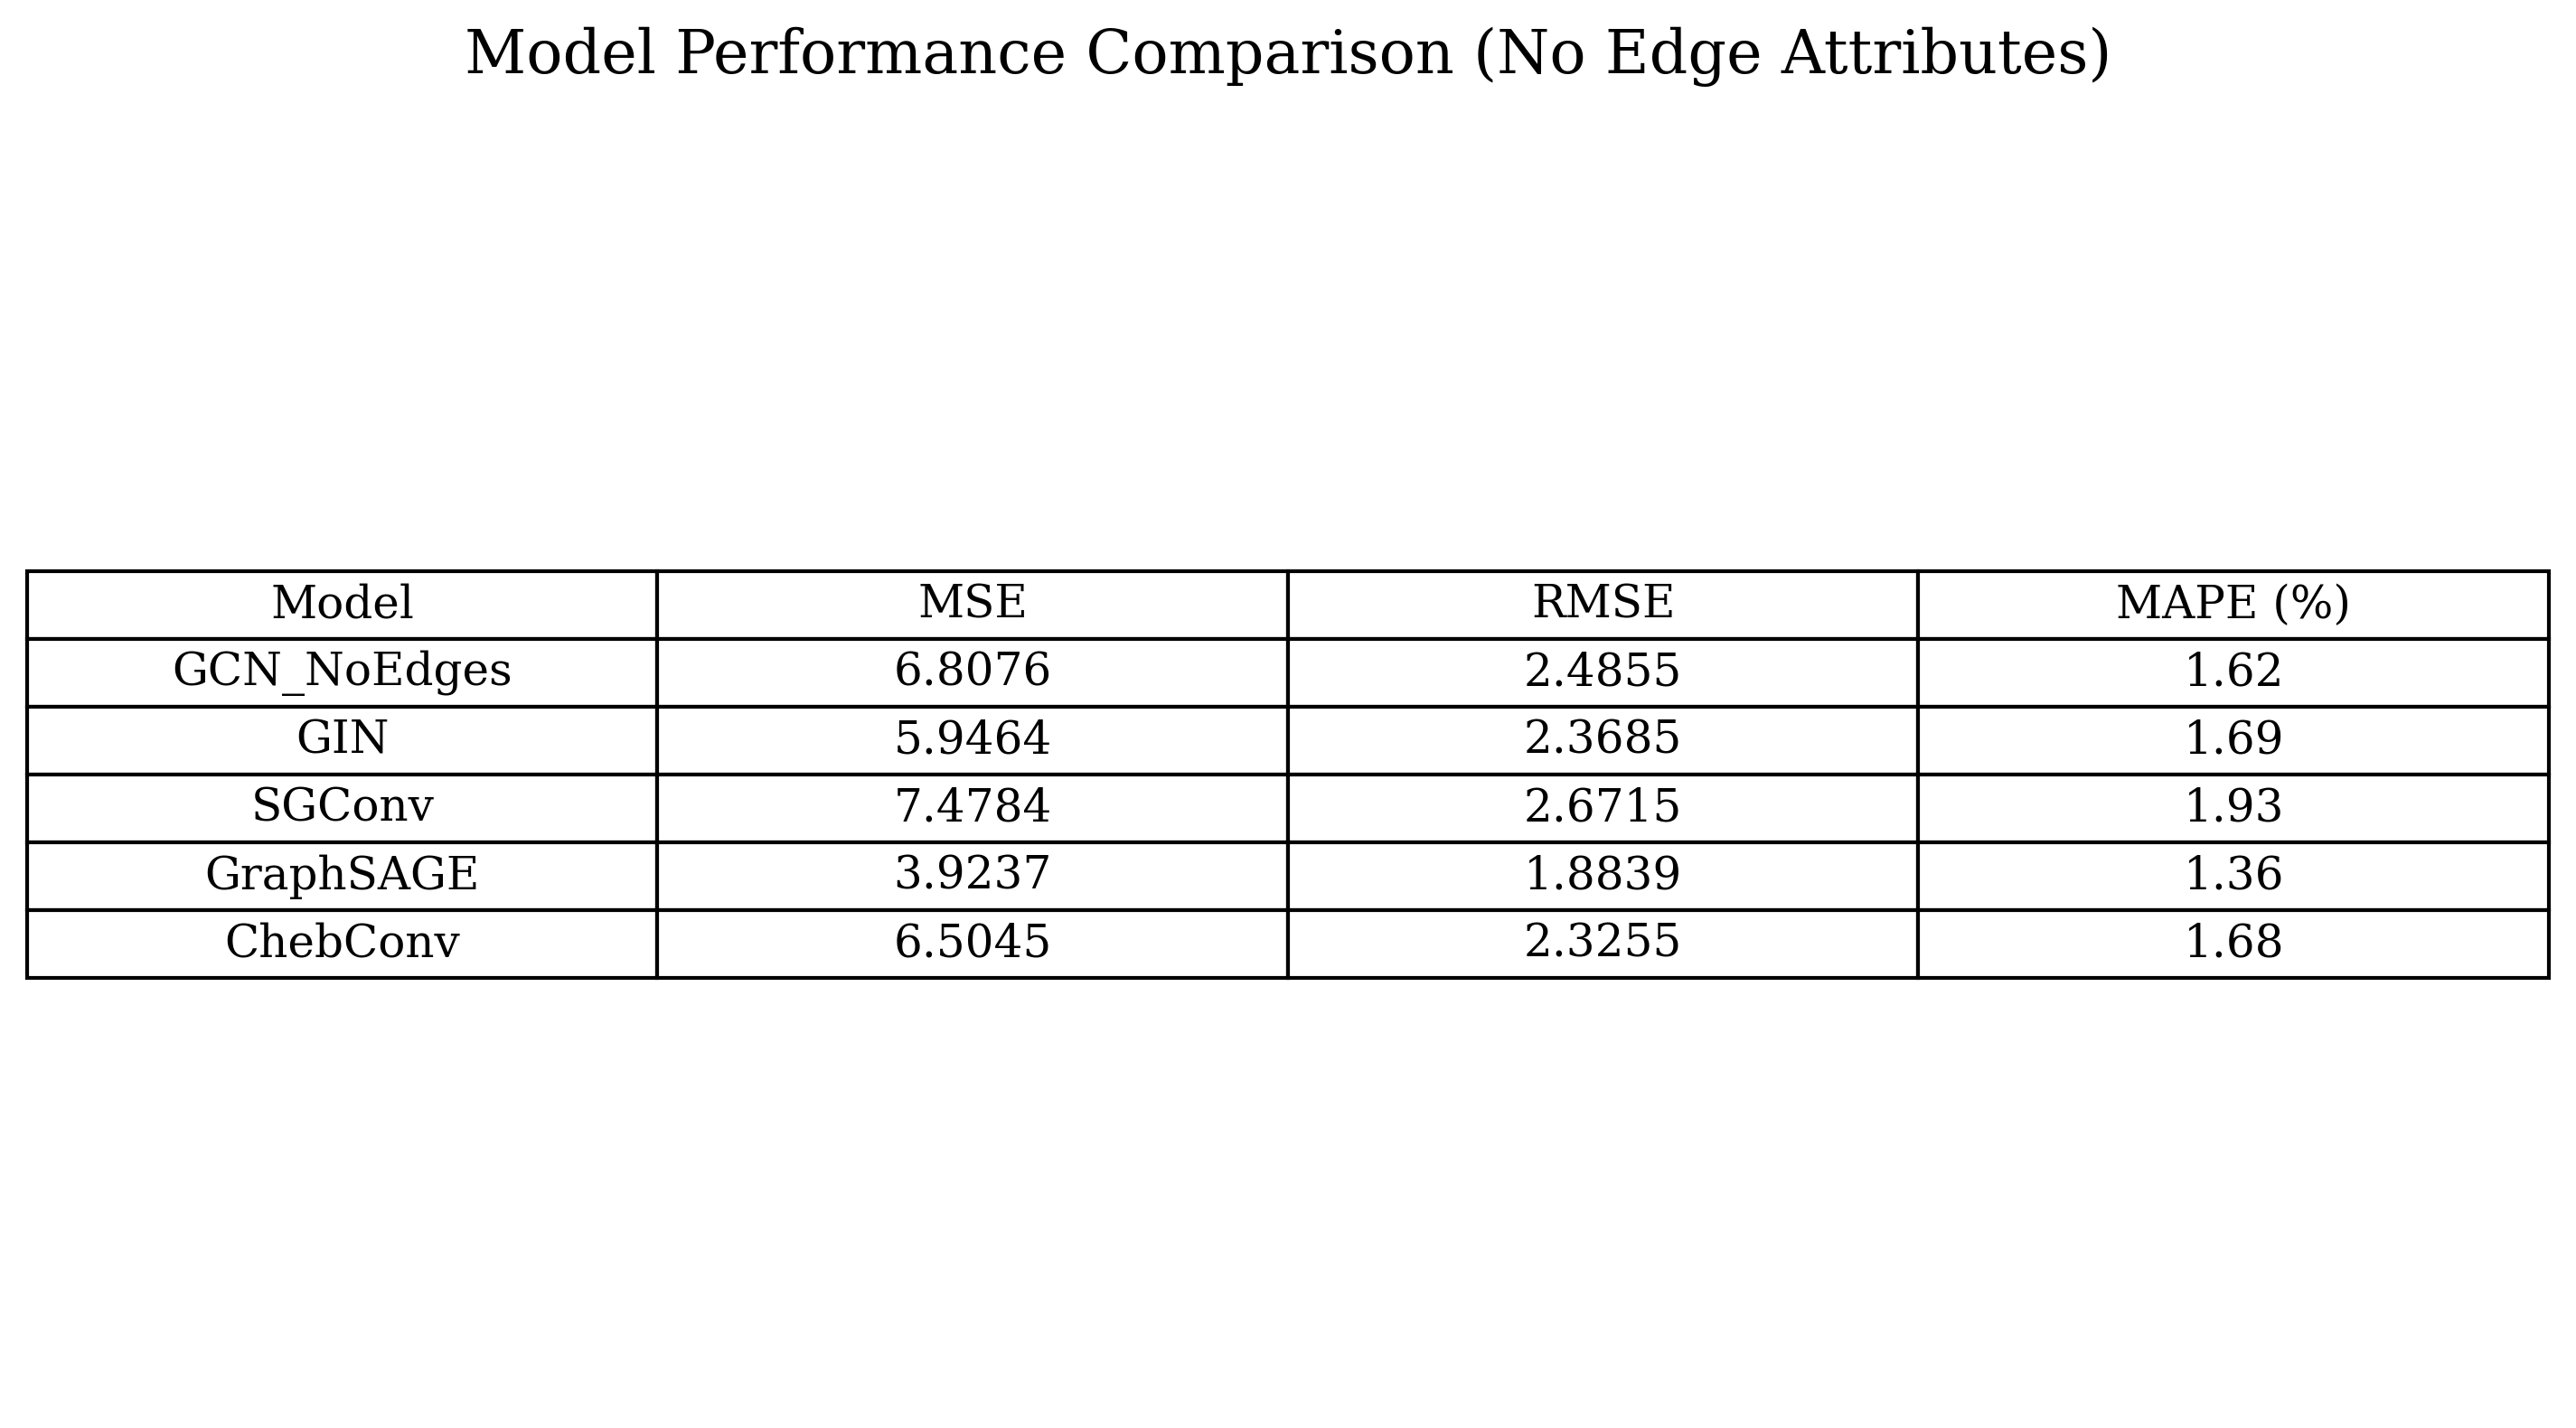 Model Performance Comparison (No Edge Attributes)
Model MSE RMSE MAPE (%)
GCN_NoEdges 6.8076 2.4855 1.62
GIN 5.9464 2.3685 1.69
SGConv 7.4784 2.6715 1.93
GraphSAGE 3.9237 1.8839 1.36
ChebConv 6.5045 2.3255 1.68